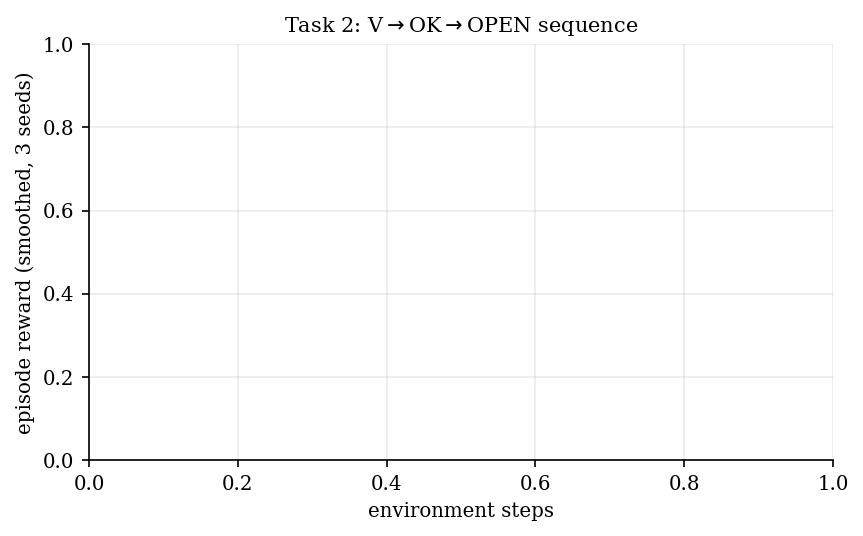 Task 2: V→OK→OPEN sequence
episode reward (smoothed, 3 seeds)
1.0
0.8
0.6
0.4
0.2
0.0
0.0 0.2 0.4 0.6 0.8 1.0
environment steps